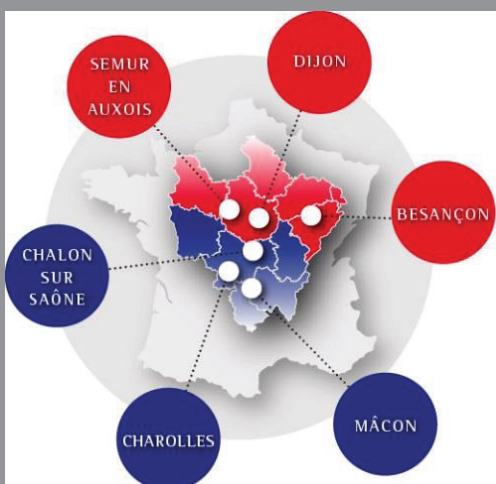 SEMUR
EN
AUXOIS
DIJON
BESANÇON
CHALON
SUR
SAÔNE
CHAROLLES
MÂCON